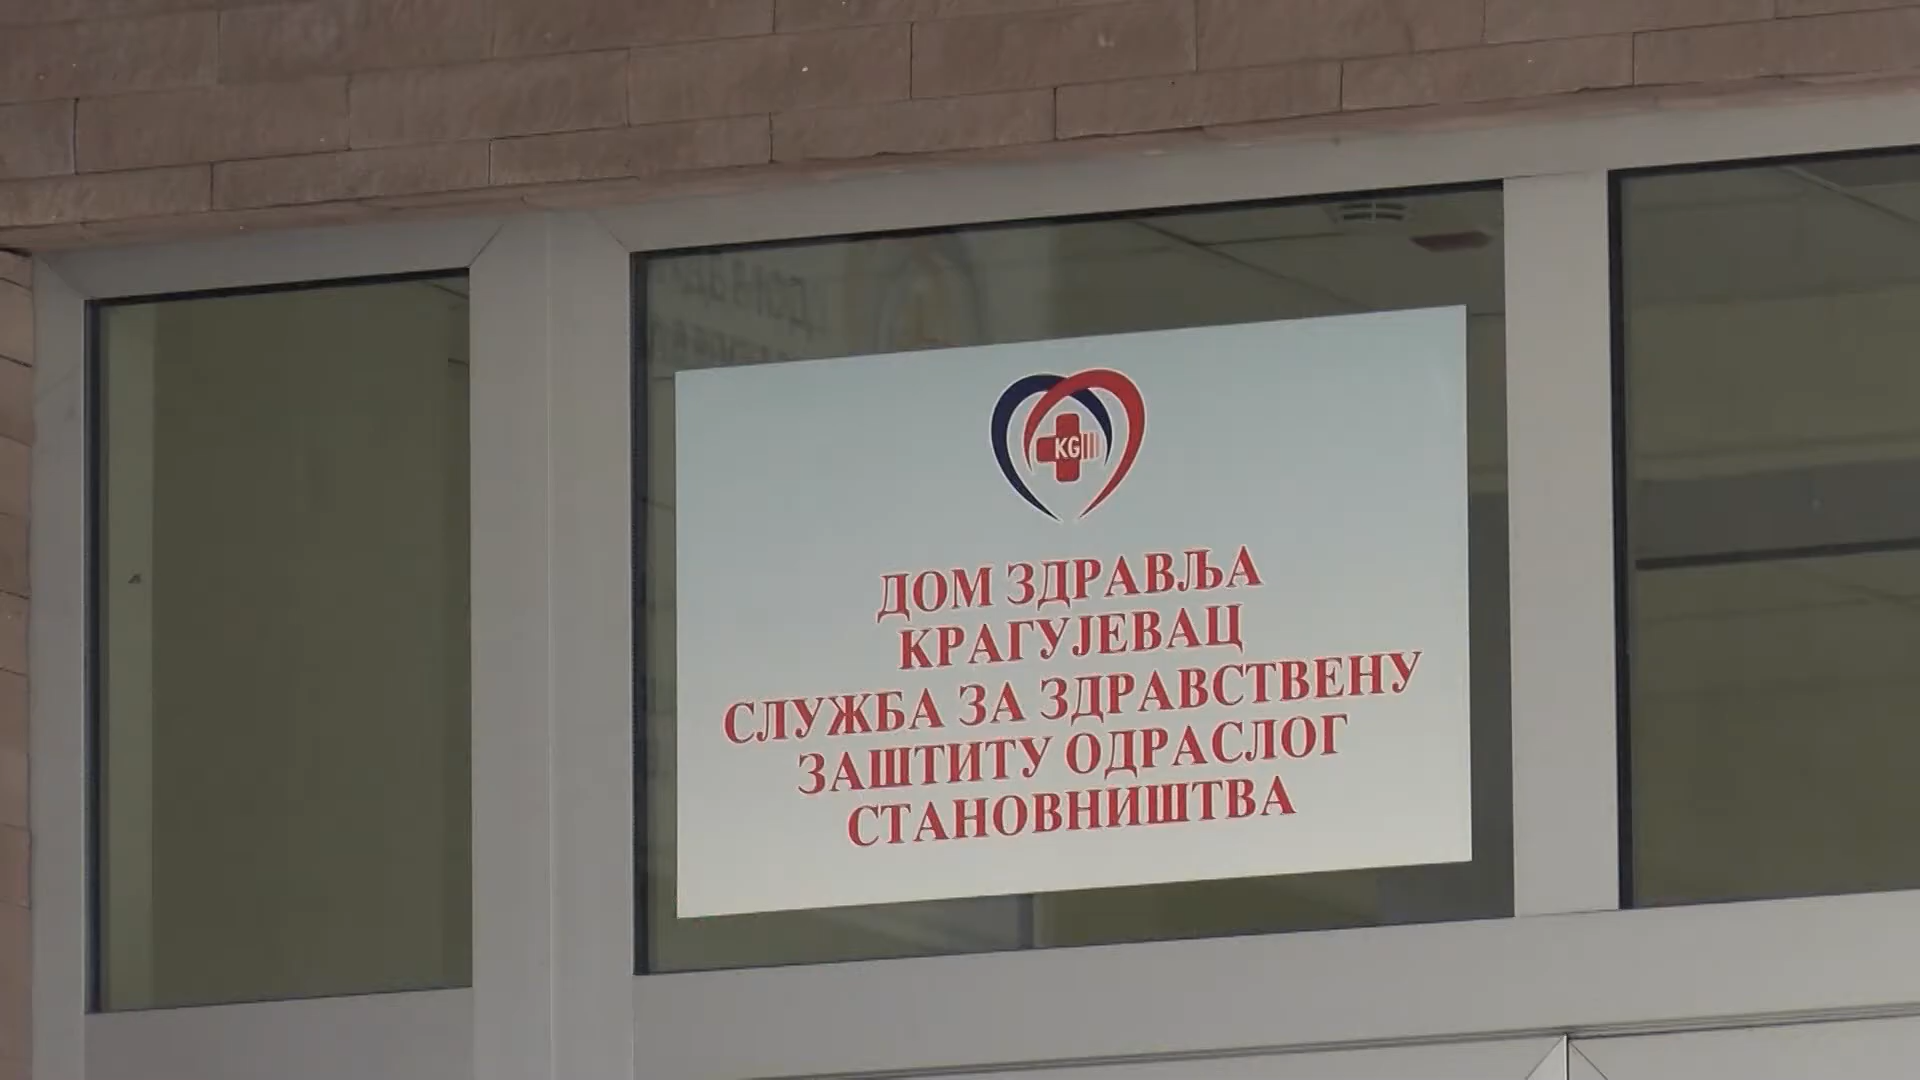 KG
ДОМ ЗДРАВЉА
КРАГУЈЕВАЦ
СЛУЖБА ЗА ЗДРАВСТВЕНУ
ЗАШТИТУ ОДРАСЛОГ
СТАНОВНИШТВА